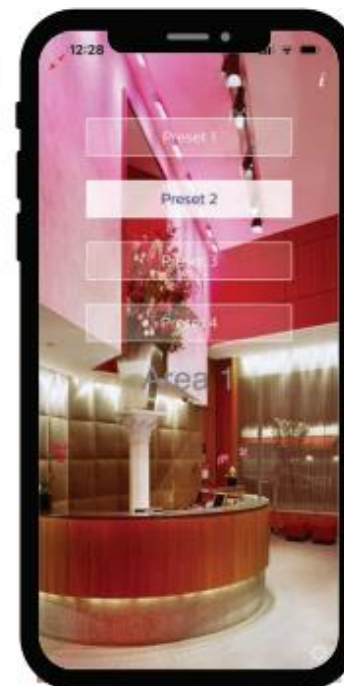 12:28
i
Preset 1
Preset 2
Preset 3
Preset 4
Area 1